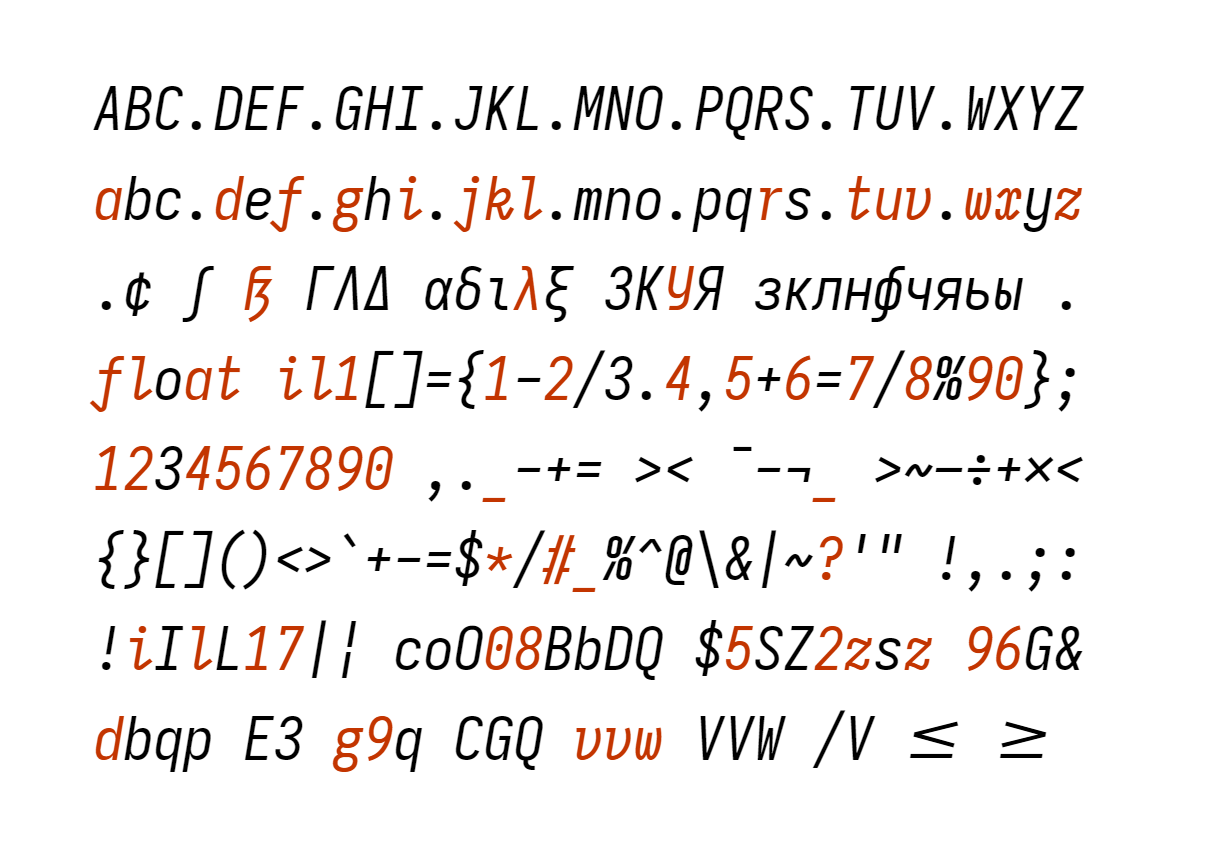 ABC.DEF.GHI.JKL.MNO.PQRS.TUV.WXYZ
abc.def.ghi.jkl.mno.pqrs.tuv.wxyz
.¢ ∫ ꜧ ΓΛΔ αδιλξ ЗКУЯ зклнфчяьы .
float il1[]={1-2/3.4,5+6=7/8%90};
1234567890 ,._-+= >< ¯-¬_ >~−÷+×<
{}[]()<>`+-=$*/#_%^@\&|~?'" !,.;:
!iIlL17|¦ coO08BbDQ $5SZ2zsz 96G&
dbqp E3 g9q CGQ υvw VVW /V ≤ ≥